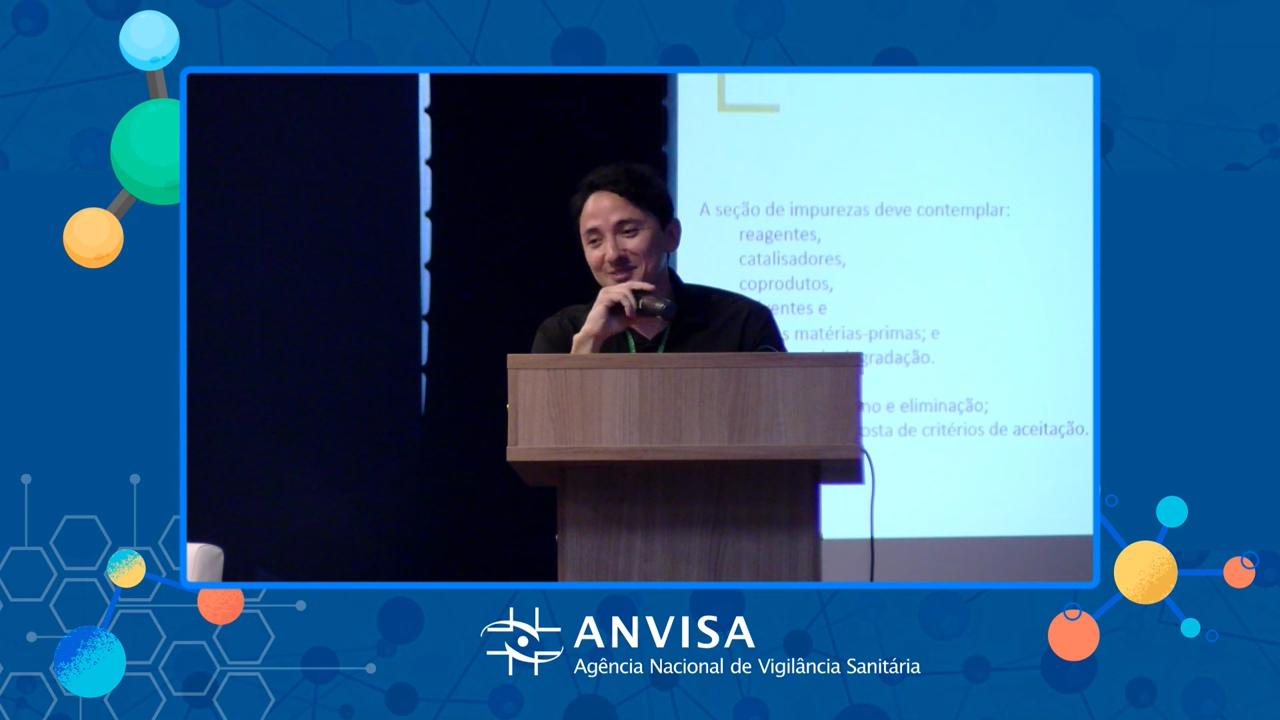 A seção de impurezas deve contemplar:
reagentes,
catalisadores,
coprodutos,
entes e
s matérias-primas; e
gradação.
no e eliminação;
osta de critérios de aceitação.
ANVISA
Agência Nacional de Vigilância Sanitária